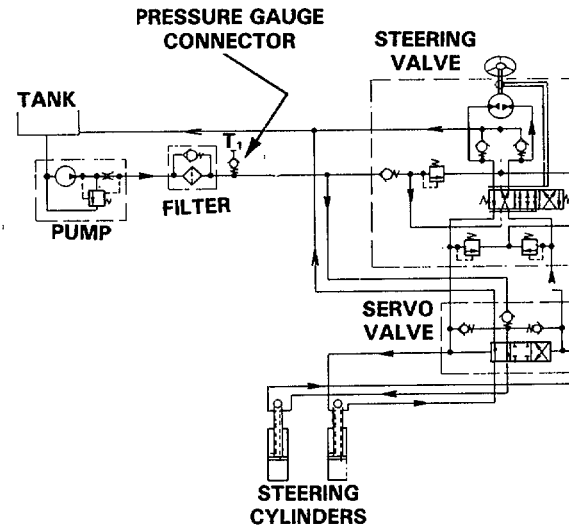 PRESSURE GAUGE
CONNECTOR
STEERING
VALVE
TANK
T1
FILTER
PUMP
SERVO
VALVE
STEERING
CYLINDERS